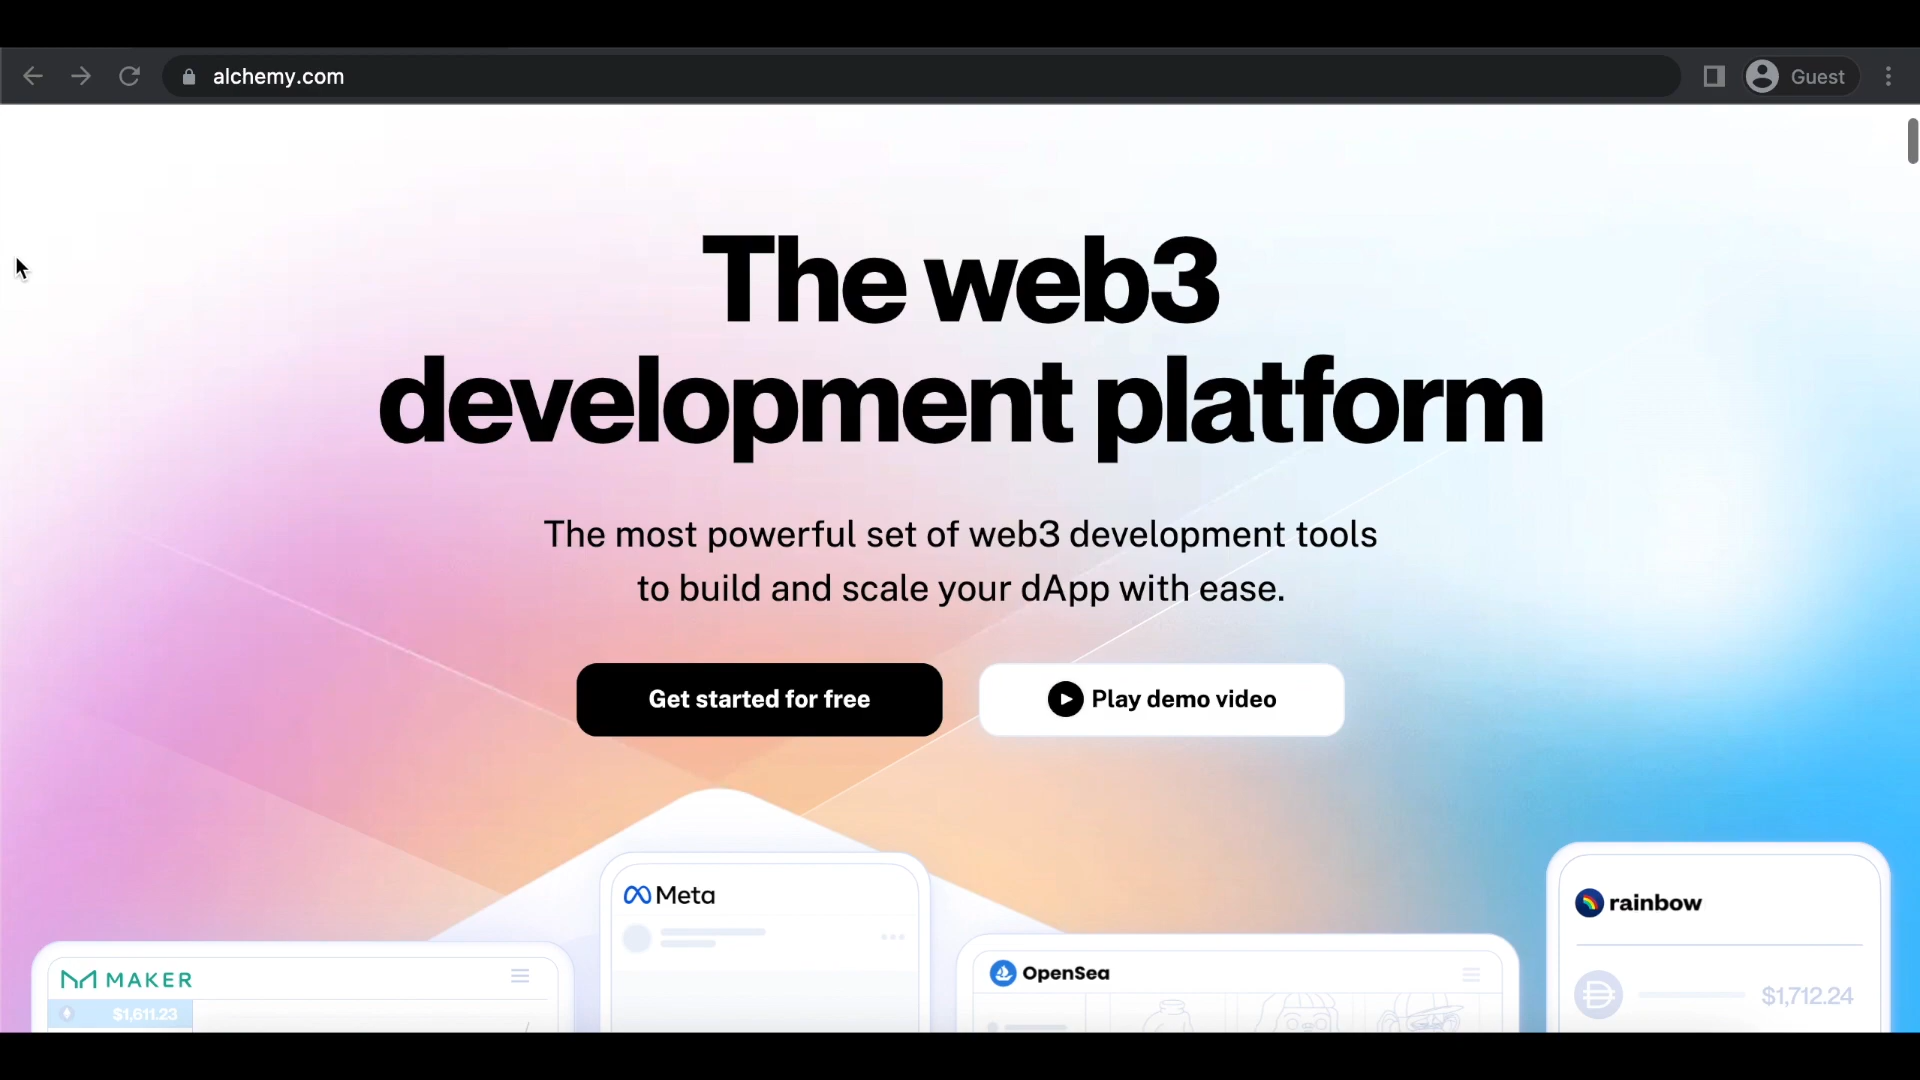 alchemy.com
Guest
The web3
development platform
The most powerful set of web3 development tools
to build and scale your dApp with ease.
Get started for free
Play demo video
Meta
rainbow
MAKER
OpenSea
$1,712.24
$1,611.23